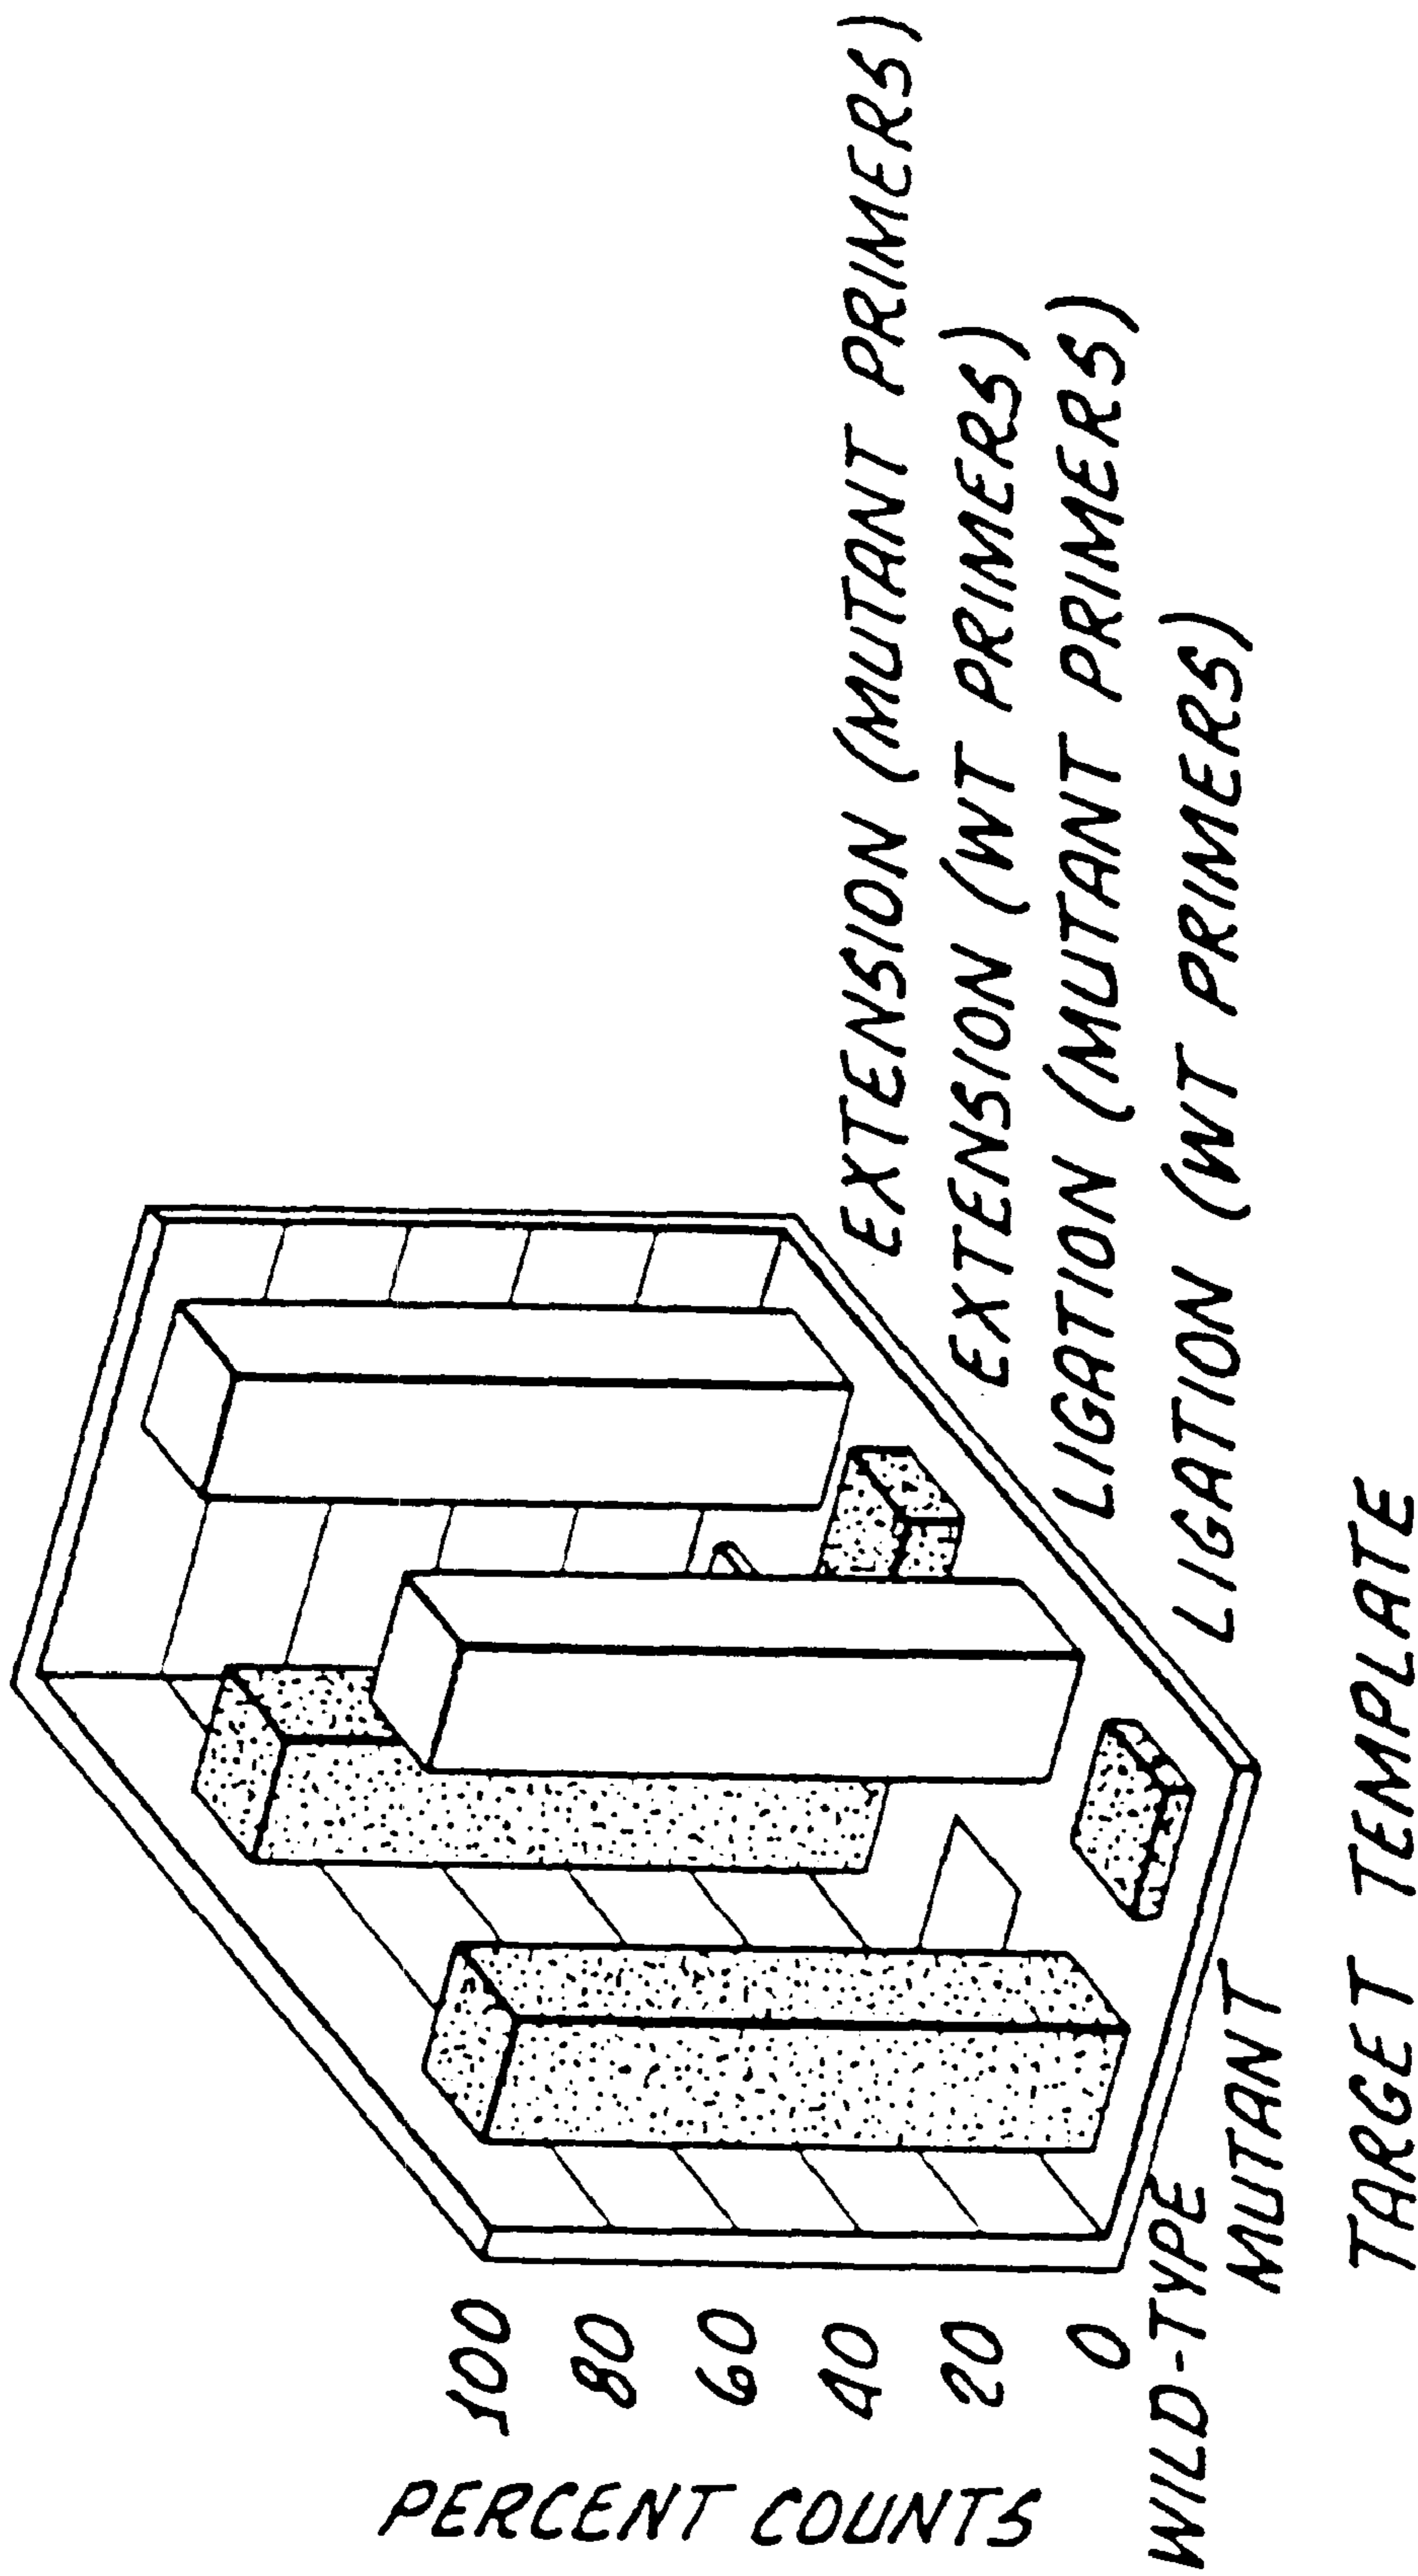 PERCENT COUNTS
100
80
60
40
20
0
WILD-TYPE
MUTANT
TARGET TEMPLATE
EXTENSION (MUTANT PRIMERS)
EXTENSION (WT PRIMERS)
LIGATION (MUTANT PRIMERS)
LIGATION (WT PRIMERS)